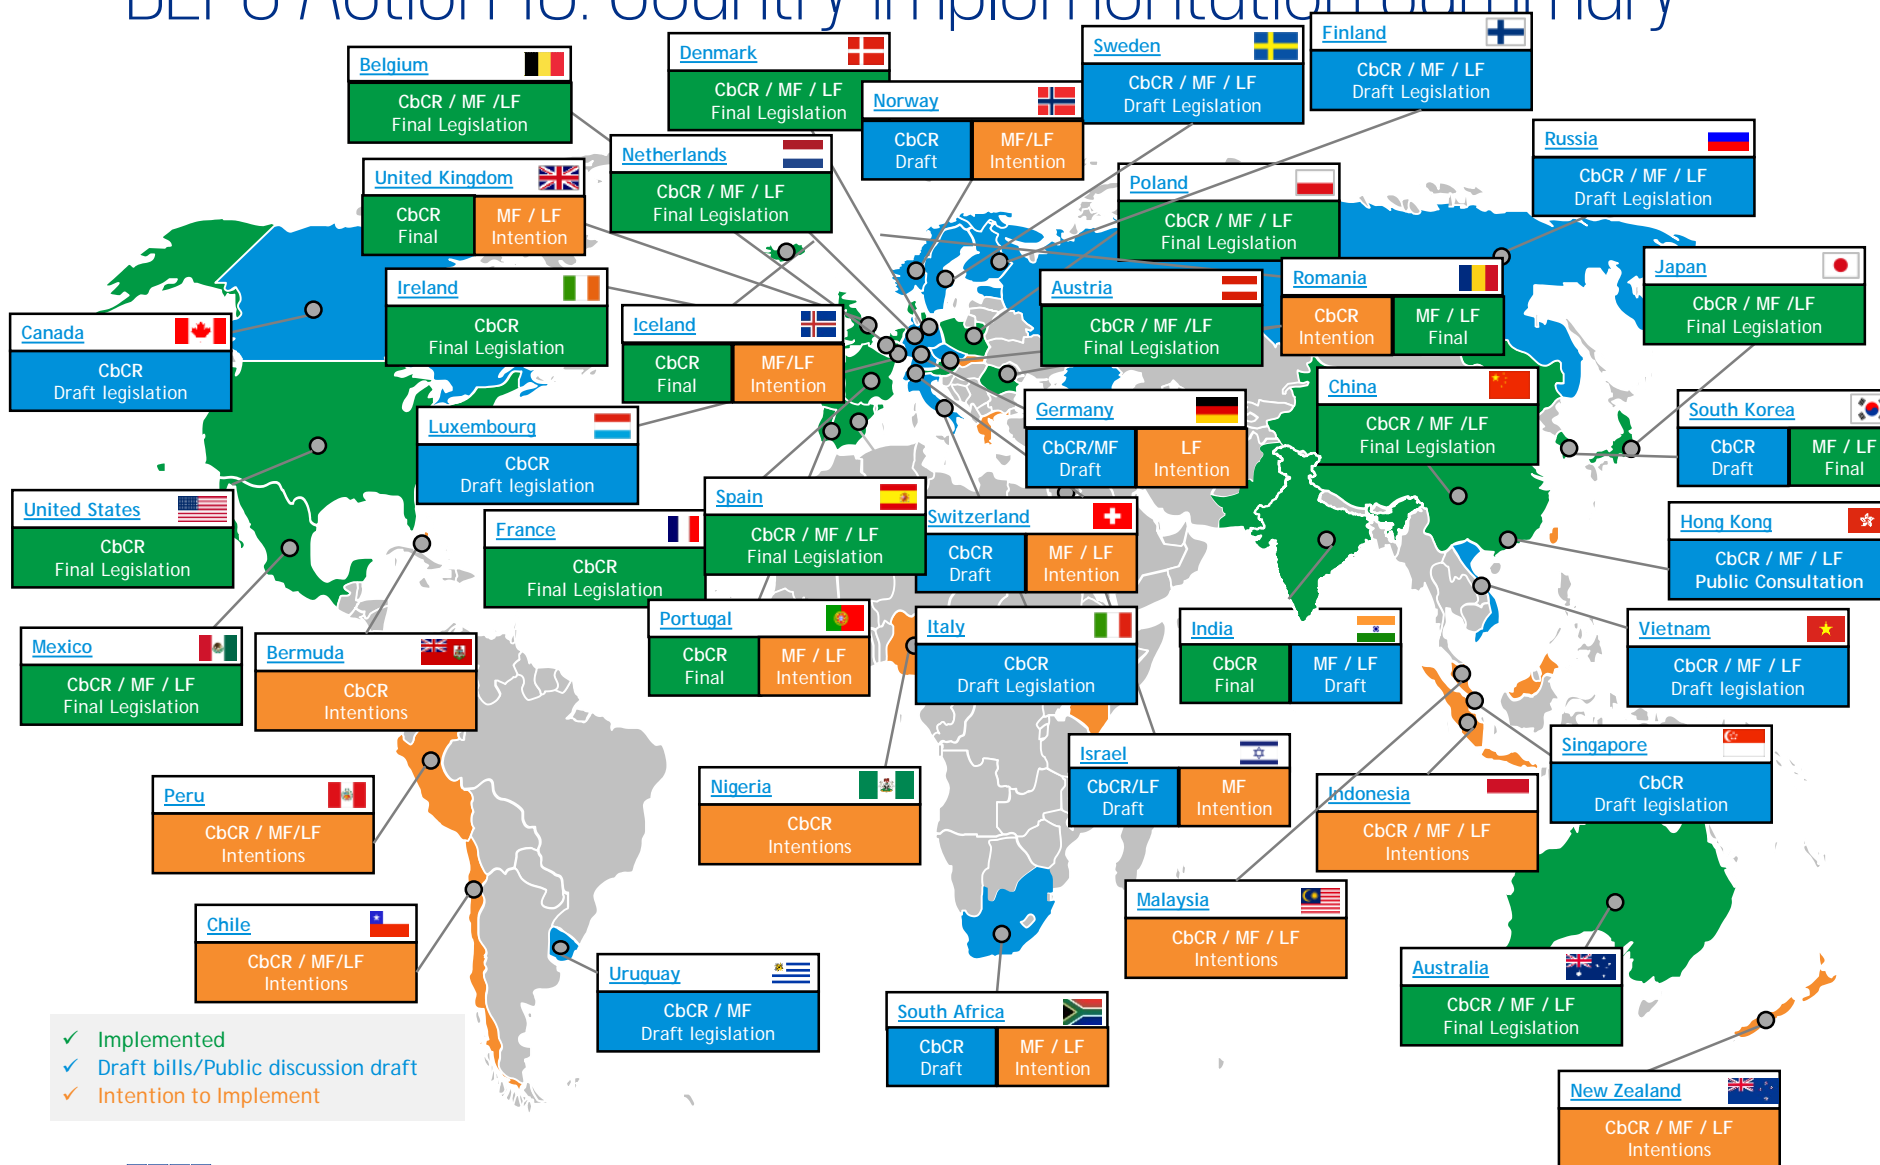 BEPS Action 13: Country implementation summary
Belgium
CbCR / MF /LF
Final Legislation
Denmark
CbCR / MF / LF
Final Legislation
Norway
CbCR
Draft
MF/LF
Intention
Sweden
CbCR / MF / LF
Draft Legislation
Finland
CbCR / MF / LF
Draft Legislation
Russia
CbCR / MF / LF
Draft Legislation
United Kingdom
CbCR
Final
MF / LF
Intention
Netherlands
CbCR / MF / LF
Final Legislation
Poland
CbCR / MF / LF
Final Legislation
Japan
CbCR / MF /LF
Final Legislation
Canada
CbCR
Draft legislation
Ireland
CbCR
Final Legislation
Iceland
CbCR
Final
MF/LF
Intention
Austria
CbCR / MF /LF
Final Legislation
Romania
CbCR
Intention
MF / LF
Final
China
CbCR / MF /LF
Final Legislation
South Korea
CbCR
Draft
MF / LF
Final
Luxembourg
CbCR
Draft legislation
Germany
CbCR/MF
Draft
LF
Intention
United States
CbCR
Final Legislation
France
CbCR
Final Legislation
Spain
CbCR / MF / LF
Final Legislation
Switzerland
CbCR
Draft
MF / LF
Intention
Hong Kong
CbCR / MF / LF
Public Consultation
Mexico
CbCR / MF / LF
Final Legislation
Bermuda
CbCR
Intentions
Portugal
CbCR
Final
MF / LF
Intention
Italy
CbCR
Draft Legislation
India
CbCR
Final
MF / LF
Draft
Vietnam
CbCR / MF / LF
Draft legislation
Peru
CbCR / MF/LF
Intentions
Nigeria
CbCR
Intentions
Israel
CbCR/LF
Draft
MF
Intention
Indonesia
CbCR / MF / LF
Intentions
Singapore
CbCR
Draft legislation
Chile
CbCR / MF/LF
Intentions
Uruguay
CbCR / MF
Draft legislation
South Africa
CbCR
Draft
MF / LF
Intention
Malaysia
CbCR / MF / LF
Intentions
Australia
CbCR / MF / LF
Final Legislation
New Zealand
CbCR / MF / LF
Intentions
✓ Implemented
✓ Draft bills/Public discussion draft
✓ Intention to Implement